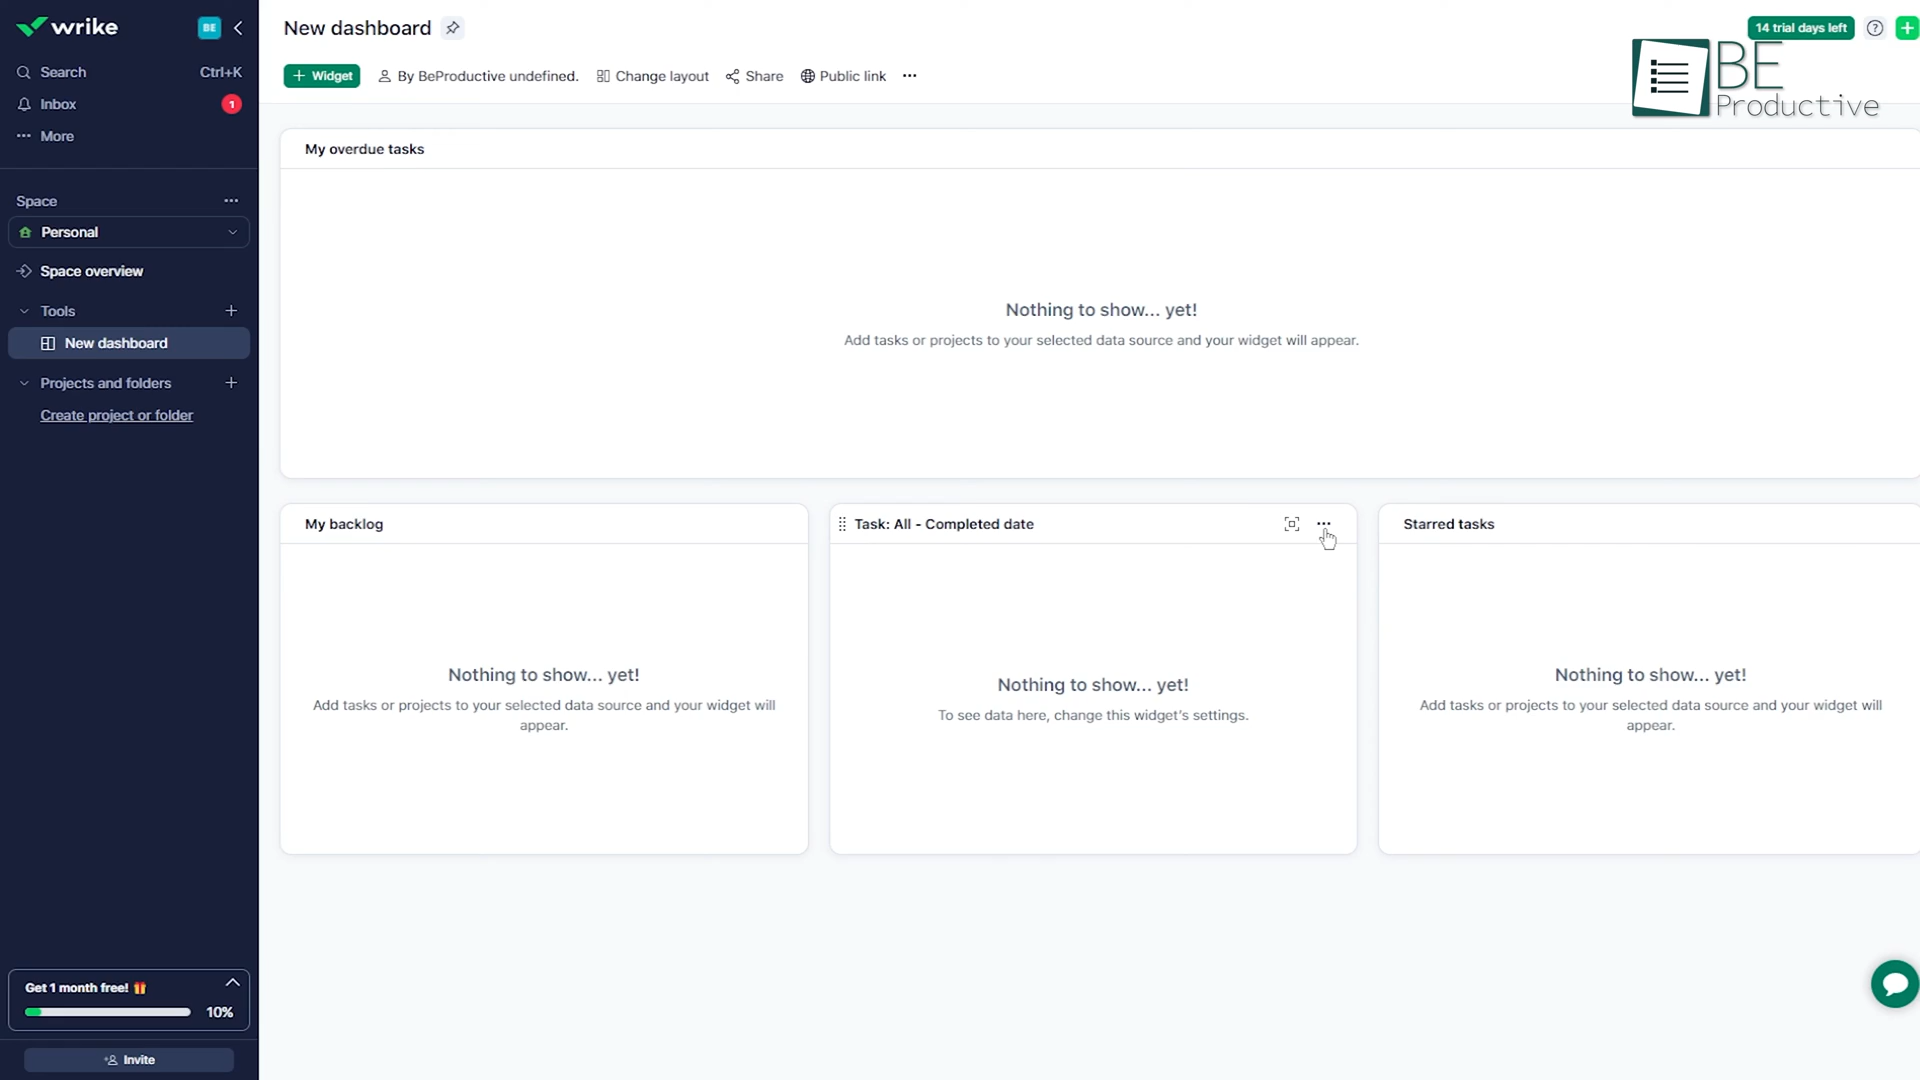 wrike
BE
Search
Ctrl+K
Inbox
1
More
Space
Personal
Space overview
Tools
New dashboard
Projects and folders
Create project or folder
Get 1 month free!
10%
Invite
New dashboard
14 trial days left
?
+ Widget
By BeProductive undefined.
Change layout
Share
Public link
BE
Productive
My overdue tasks
Nothing to show... yet!
Add tasks or projects to your selected data source and your widget will appear.
My backlog
Nothing to show... yet!
Add tasks or projects to your selected data source and your widget will
appear.
Task: All - Completed date
Nothing to show... yet!
To see data here, change this widget's settings.
Starred tasks
Nothing to show... yet!
Add tasks or projects to your selected data source and your widget will
appear.